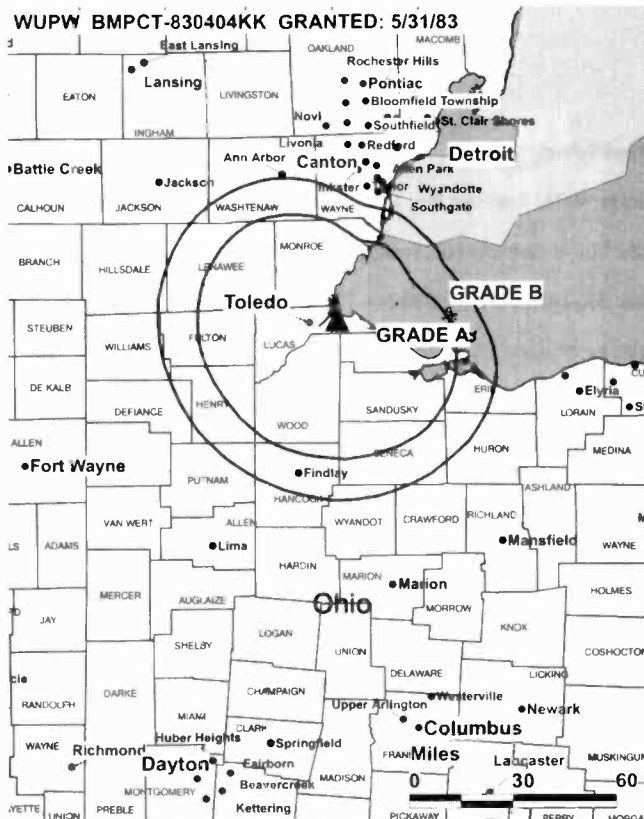 WUPW BMPCT-830404KK GRANTED: 5/31/83
MACOMB
OAKLAND
East Lansing
Rochester Hills
Lansing
Pontiac
EATON
LIVINGSTON
Bloomfield Township
Novi
Southfield
St. Clair Shores
INGHAM
Livonia
Redford
Battle Creek
Ann Arbor
Canton
Detroit
Allen Park
Jackson
Inkster
Wyandotte
CALHOUN
JACKSON
WASHTENAW
WAYNE
Southgate
MONROE
BRANCH
HILLSDALE
LENAWEE
GRADE B
Toledo
STEUBEN
GRADE A
WILLIAMS
FULTON
LUCAS
DE KALB
HENRY
ERIE
Elyria
DEFIANCE
SANDUSKY
LORAIN
WOOD
ALLEN
HURON
MEDINA
SENECA
Fort Wayne
Findlay
PUTNAM
ASHLAND
HANCOCK
VAN WERT
ALLEN
WYANDOT
CRAWFORD
RICHLAND
ADAMS
Lima
Mansfield
WAYNE
HARDIN
MARION
Marion
MERCER
HOLMES
AUGLAIZE
Ohio
MORROW
JAY
KNOX
LOGAN
SHELBY
UNION
COSHOCTON
DELAWARE
LICKING
RANDOLPH
DARKE
CHAMPAIGN
Westerville
Upper Arlington
Newark
MIAMI
CLARK
Columbus
WAYNE
Huber Heights
Springfield
Richmond
FRANKLIN
Miles
MUSKINGUM
Dayton
Fairborn
Lancaster
MADISON
Beavercreek
0 30 60
MONTGOMERY
UNION
PREBLE
Kettering
PICKAWAY
PERRY